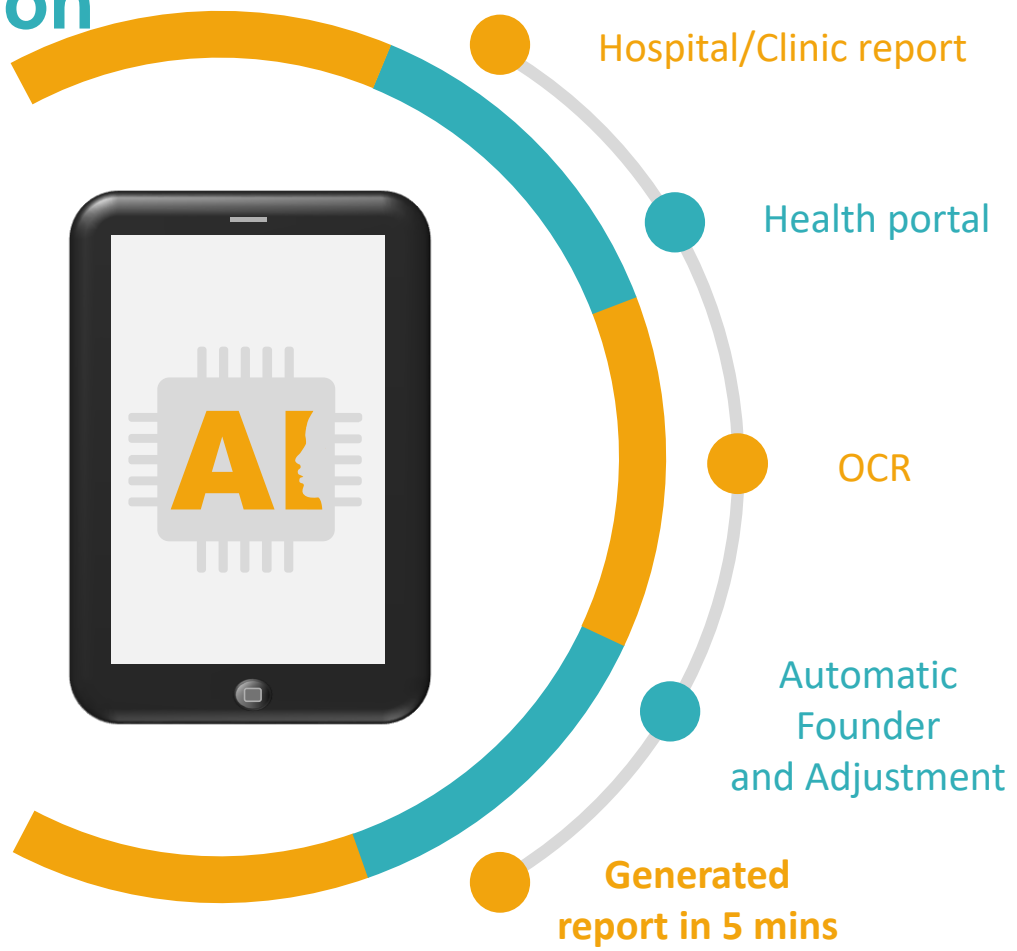 on
Hospital/Clinic report
Health portal
AI
OCR
Automatic
Founder
and Adjustment
Generated
report in 5 mins